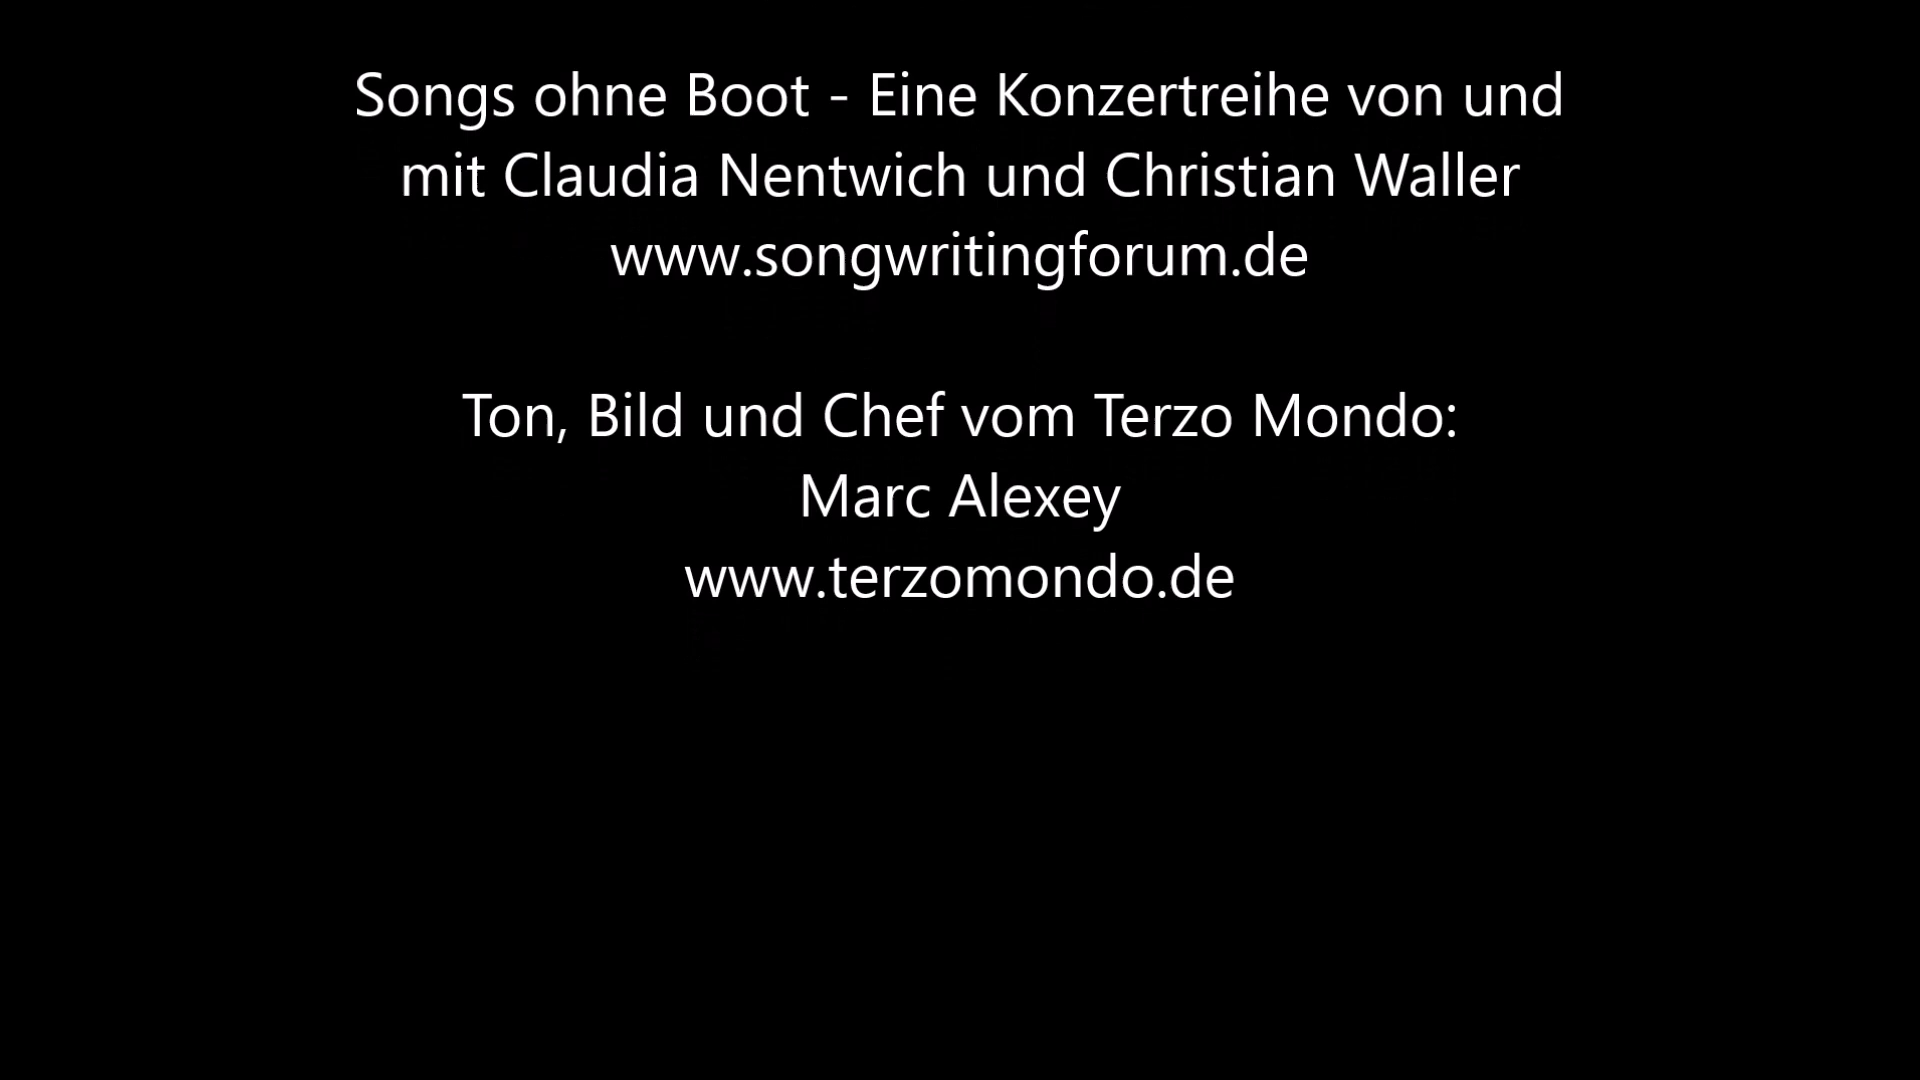 Songs ohne Boot - Eine Konzertreihe von und
mit Claudia Nentwich und Christian Waller
www.songwritingforum.de
Ton, Bild und Chef vom Terzo Mondo:
Marc Alexey
www.terzomondo.de